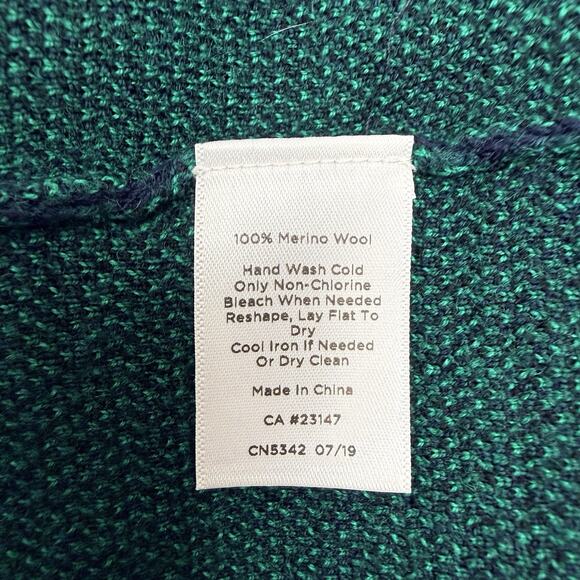 100% Merino Wool
Hand Wash Cold
Only Non-Chlorine
Bleach When Needed
Reshape, Lay Flat To
Dry
Cool Iron If Needed
Or Dry Clean
Made In China
CA #23147
CN5342 07/19